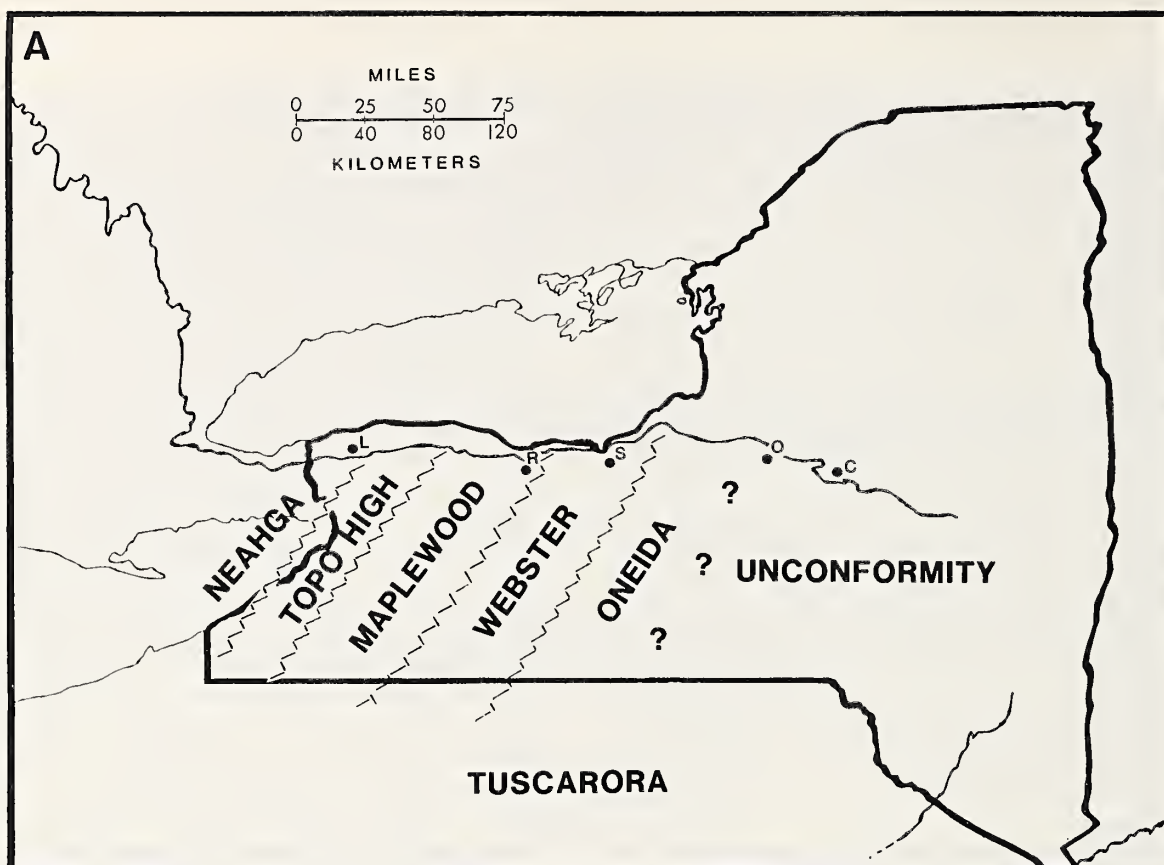 A
MILES
0 25 50 75
0 40 80 120
KILOMETERS
L
R
S
O
C
NEAHGA
TOPO HIGH
MAPLEWOOD
WEBSTER
ONEIDA
?
?
?
UNCONFORMITY
TUSCARORA